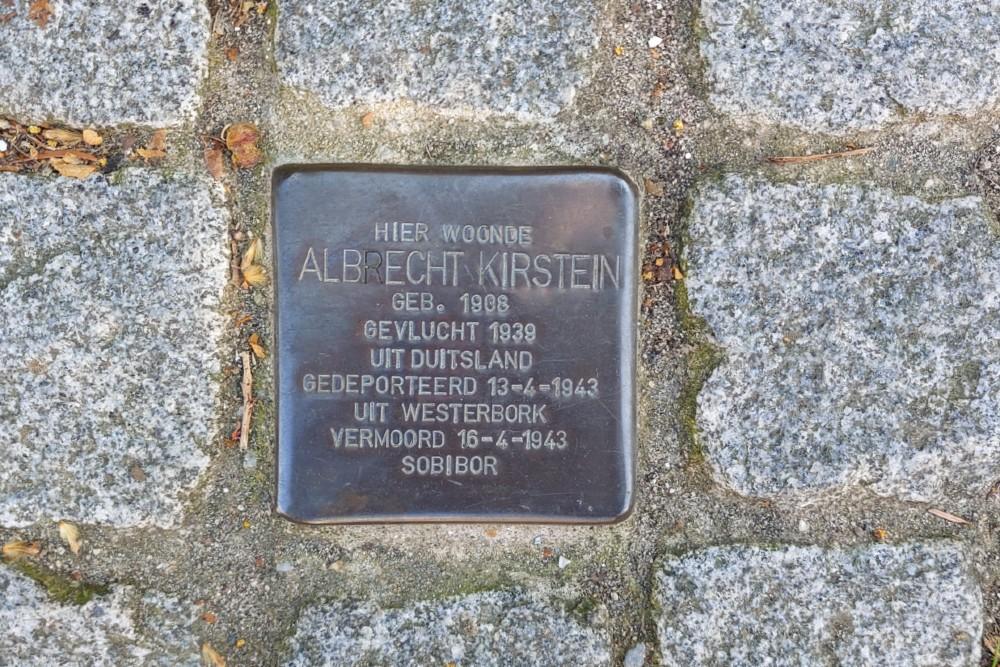 HIER WOONDE
ALBRECHT KIRSTEIN
GEB. 1908
GEVLUCHT 1939
UIT DUITSLAND
GEDEPORTEERD 13-4-1943
UIT WESTERBORK
VERMOORD 16-4-1943
SOBIBOR